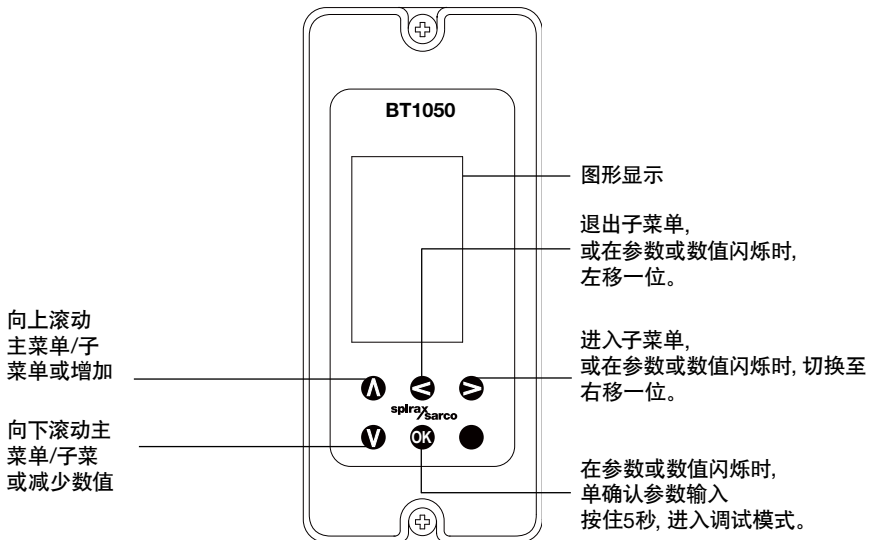 BT1050
图形显示
退出子菜单,
或在参数或数值闪烁时,
左移一位。
向上滚动
主菜单/子
菜单或增加
进入子菜单,
或在参数或数值闪烁时, 切换至
右移一位。
spirax
sarco
向下滚动主
菜单/子菜
或减少数值
OK
在参数或数值闪烁时,
单确认参数输入
按住5秒, 进入调试模式。